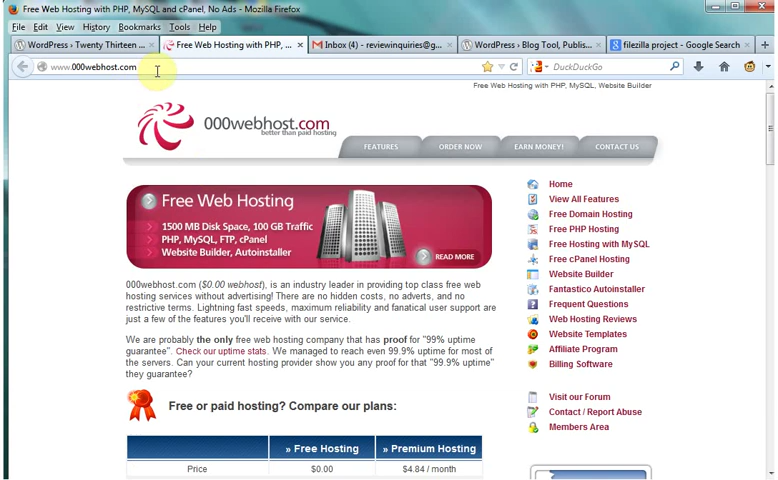 Free Web Hosting with PHP, MySQL and cPanel, No Ads - Mozilla Firefox
File Edit View History Bookmarks Tools Help
WordPress › Twenty Thirteen ... × Free Web Hosting with PHP, ... × Inbox (4) - reviewinquiries@g... × WordPress › Blog Tool, Publis... × filezilla project - Google Search ×
www.000webhost.com
DuckDuckGo
Free Web Hosting with PHP, MySQL, Website Builder
000webhost.com
better than paid hosting
FEATURES ORDER NOW EARN MONEY! CONTACT US
Free Web Hosting
1500 MB Disk Space, 100 GB Traffic
PHP, MySQL, FTP, cPanel
Website Builder, Autoinstaller
READ MORE
000webhost.com ($0.00 webhost), is an industry leader in providing top class free web
hosting services without advertising! There are no hidden costs, no adverts, and no
restrictive terms. Lightning fast speeds, maximum reliability and fanatical user support are
just a few of the features you'll receive with our service.
We are probably the only free web hosting company that has proof for "99% uptime
guarantee". Check our uptime stats. We managed to reach even 99.9% uptime for most of
the servers. Can your current hosting provider show you any proof for that "99.9% uptime"
they guarantee?
Free or paid hosting? Compare our plans:
» Free Hosting » Premium Hosting
Price $0.00 $4.84 / month
Home
View All Features
Free Domain Hosting
Free PHP Hosting
Free Hosting with MySQL
Free cPanel Hosting
Website Builder
Fantastico Autoinstaller
Frequent Questions
Web Hosting Reviews
Website Templates
Affiliate Program
Billing Software
Visit our Forum
Contact / Report Abuse
Members Area